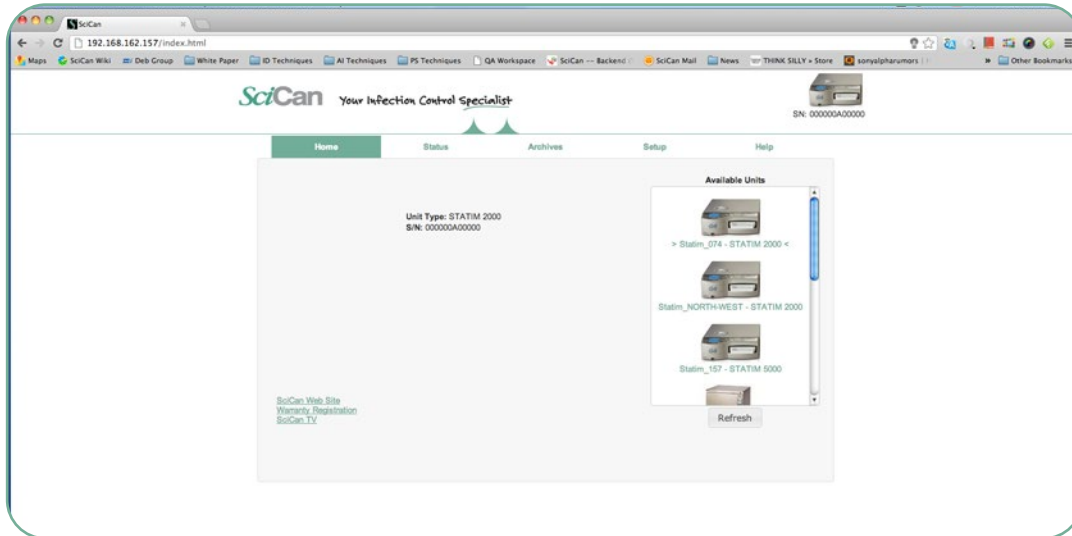 SciCan
192.168.162.157/index.html
Maps SciCan Wiki Deb Group White Paper ID Techniques AI Techniques PS Techniques QA Workspace SciCan -- Backend SciCan Mail News THINK SILLY » Store sonyalpharumors » Other Bookmarks
SciCan Your Infection Control Specialist
SN: 000000A00000
Home Status Archives Setup Help
Available Units
Unit Type: STATIM 2000
S/N: 000000A00000
> Statim_074 - STATIM 2000 <
Statim_NORTH-WEST - STATIM 2000
Statim_157 - STATIM 5000
SciCan Web Site
Warranty Registration
SciCan TV
Refresh